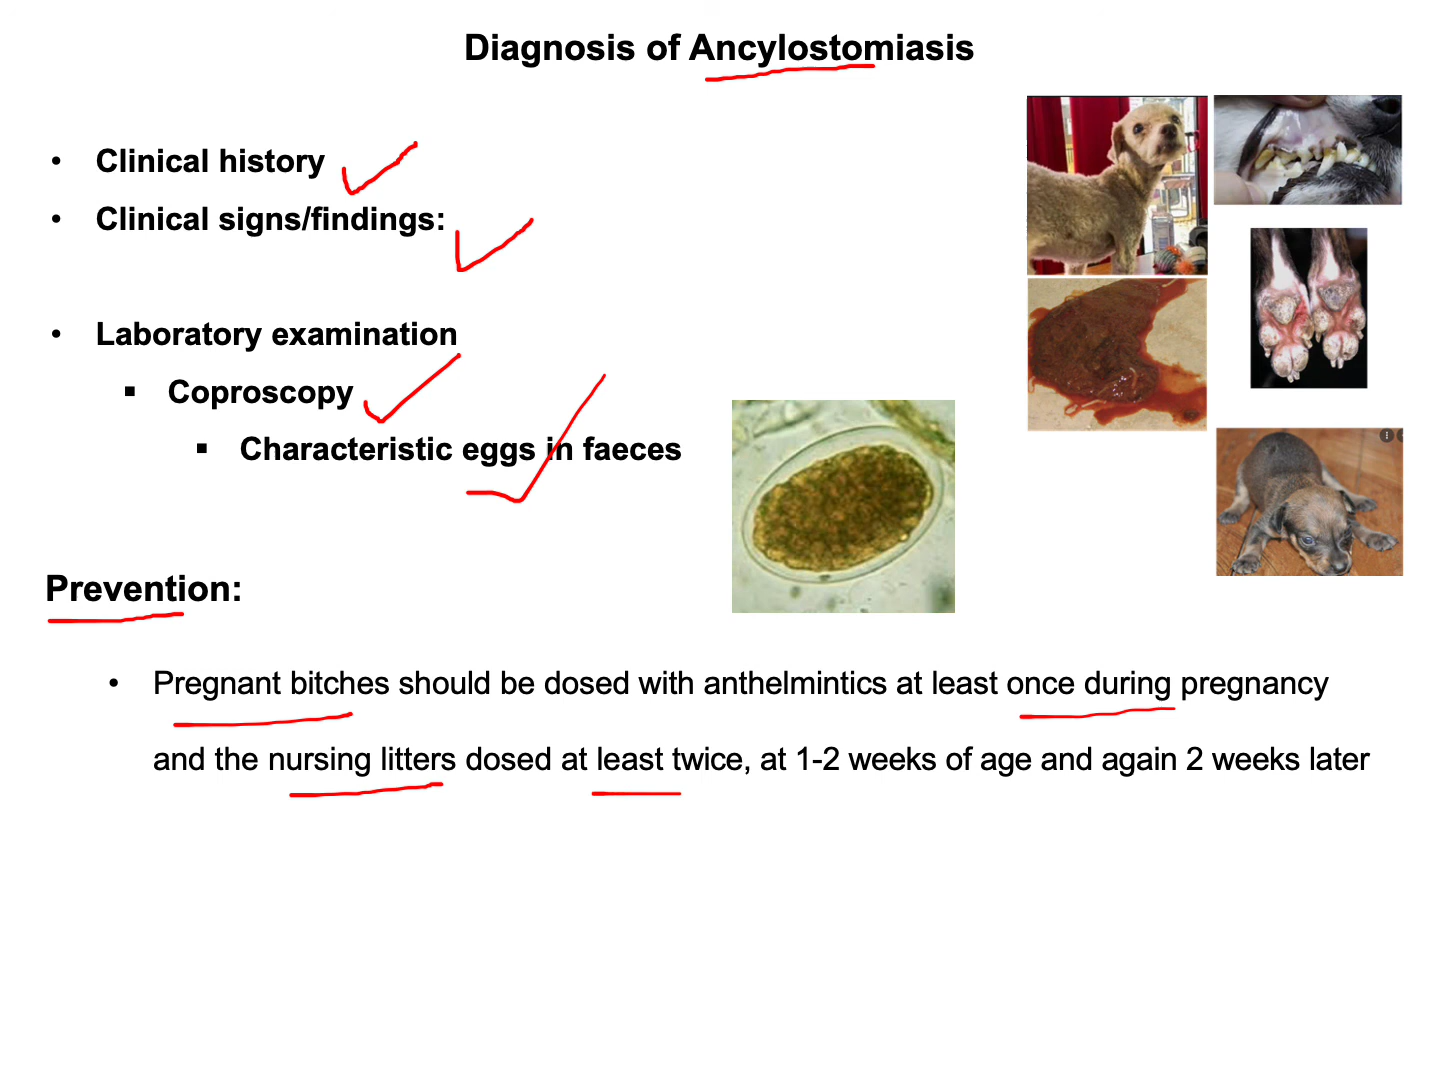 Diagnosis of Ancylostomiasis
• Clinical history
• Clinical signs/findings:
• Laboratory examination
▪ Coproscopy
▪ Characteristic eggs in faeces
Prevention:
• Pregnant bitches should be dosed with anthelmintics at least once during pregnancy
and the nursing litters dosed at least twice, at 1-2 weeks of age and again 2 weeks later